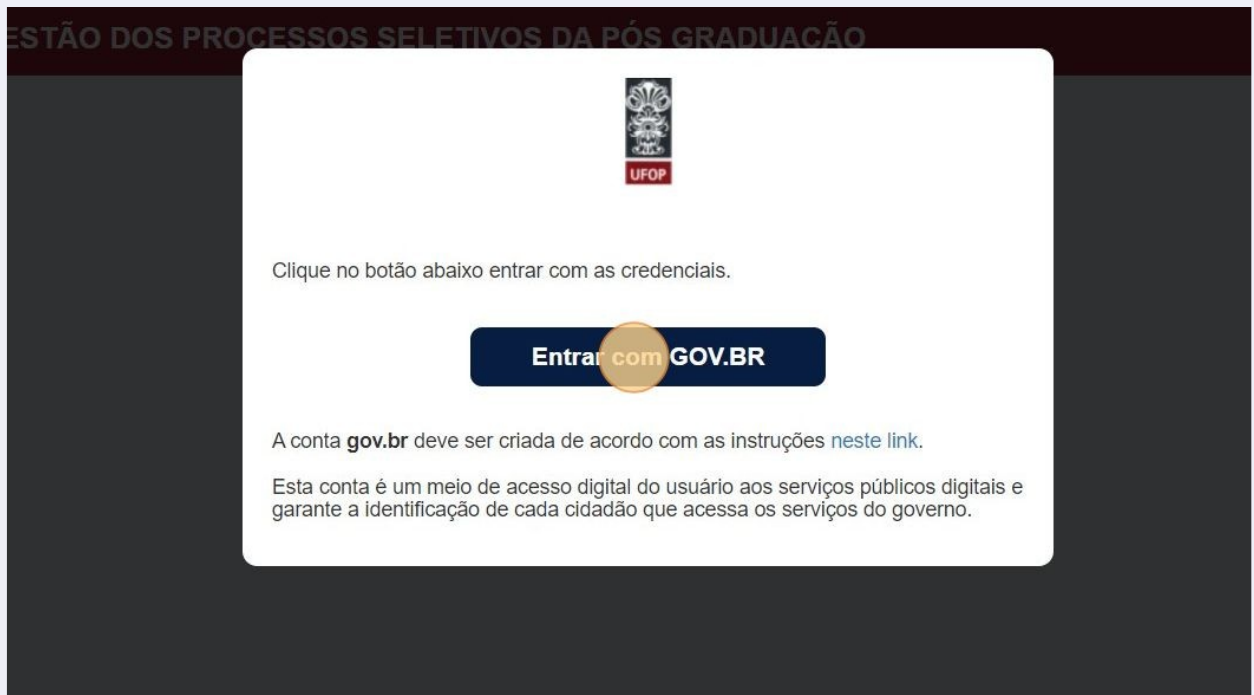 ESTÃO DOS PROCESSOS SELETIVOS DA PÓS GRADUAÇÃO
UFOP
Clique no botão abaixo entrar com as credenciais.
Entrar com GOV.BR
A conta gov.br deve ser criada de acordo com as instruções neste link.
Esta conta é um meio de acesso digital do usuário aos serviços públicos digitais e
garante a identificação de cada cidadão que acessa os serviços do governo.